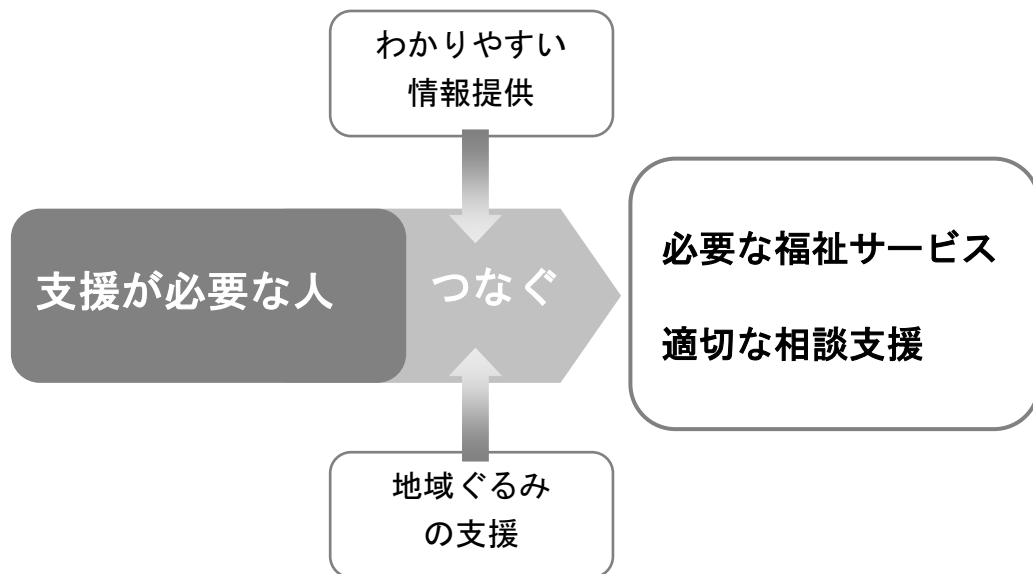 わかりやすい
情報提供
支援が必要な人
つなぐ
必要な福祉サービス
適切な相談支援
地域ぐるみ
の支援